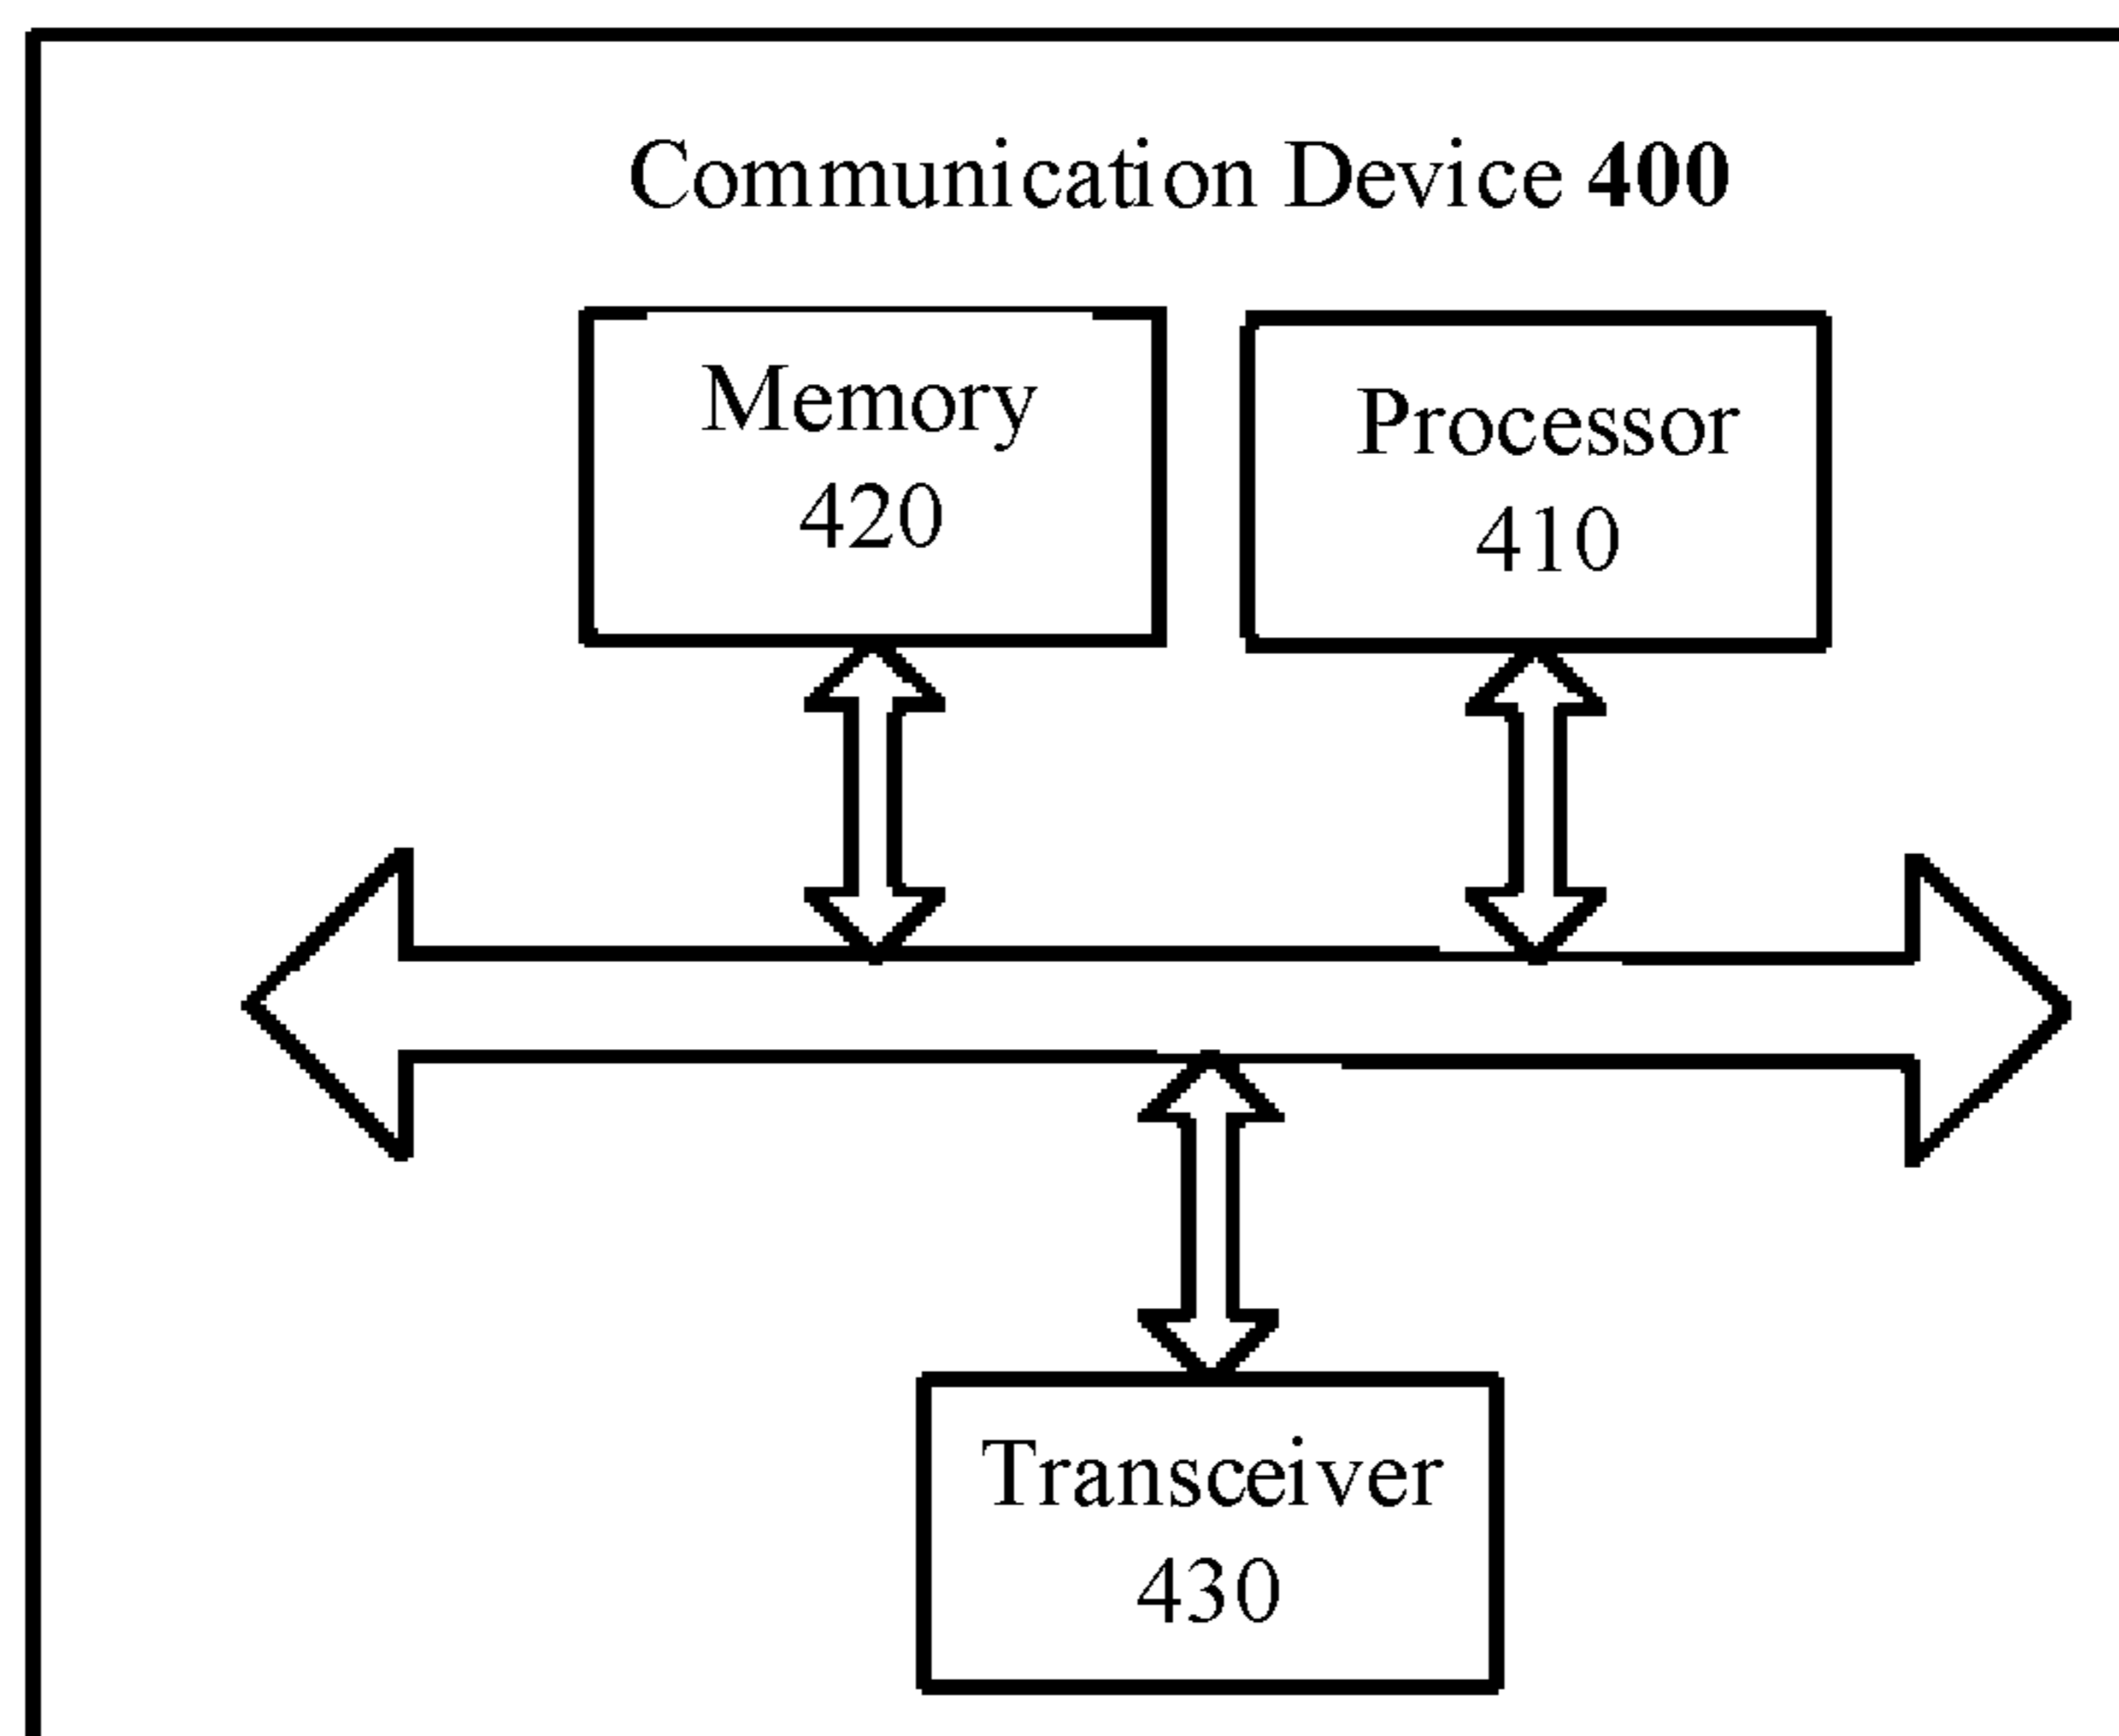 Communication Device 400
Memory
420
Processor
410
Transceiver
430